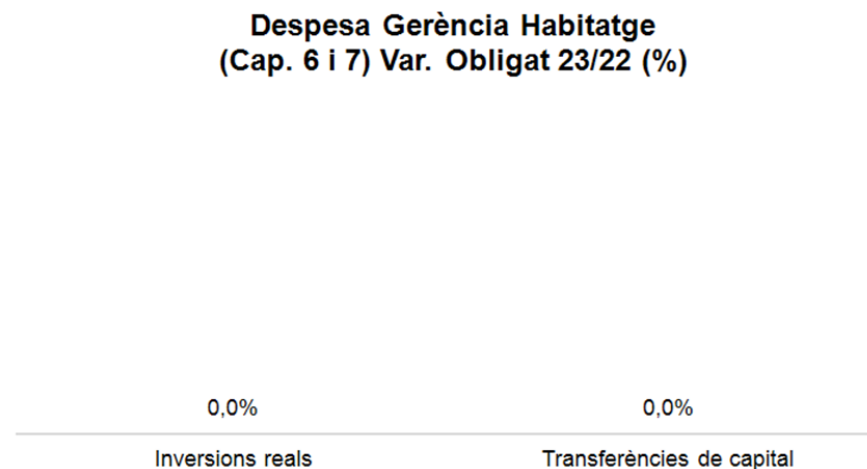 Despesa Gerència Habitatge
(Cap. 6 i 7) Var. Obligat 23/22 (%)
0,0% 0,0%
Inversions reals Transferències de capital